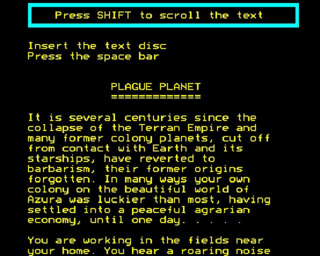 Press SHIFT to scroll the text
Insert the text disc
Press the space bar
PLAGUE PLANET
=============
It is several centuries since the
collapse of the Terran Empire and
many former colony planets, cut off
from contact with Earth and its
starships, have reverted to
barbarism, their former origins
forgotten. In many ways your own
colony on the beautiful world of
Azura was luckier than most, having
settled into a peaceful agrarian
economy, until one day. . . . .
You are working in the fields near
your home. You hear a roaring noise